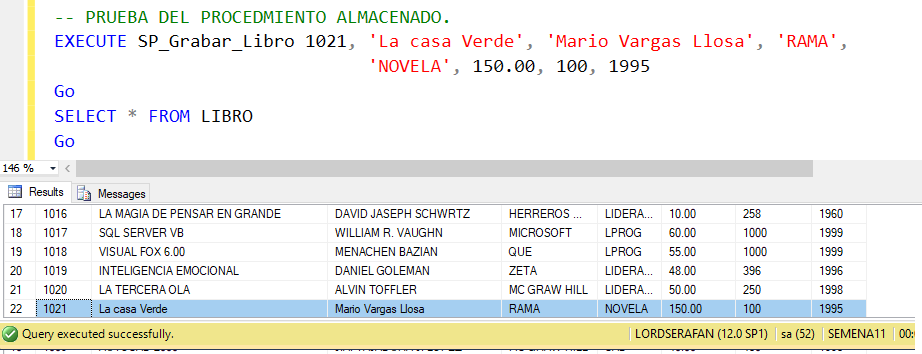 -- PRUEBA DEL PROCEDMIENTO ALMACENADO.
EXECUTE SP_Grabar_Libro 1021, 'La casa Verde', 'Mario Vargas Llosa', 'RAMA',
'NOVELA', 150.00, 100, 1995
Go
SELECT * FROM LIBRO
Go
146 %
Results Messages
17 1016 LA MAGIA DE PENSAR EN GRANDE DAVID JASEPH SCHWRTZ HERREROS ... LIDERA... 10.00 258 1960
18 1017 SQL SERVER VB WILLIAM R. VAUGHN MICROSOFT LPROG 60.00 1000 1999
19 1018 VISUAL FOX 6.00 MENACHEN BAZIAN QUE LPROG 55.00 1000 1999
20 1019 INTELIGENCIA EMOCIONAL DANIEL GOLEMAN ZETA LIDERA... 48.00 396 1996
21 1020 LA TERCERA OLA ALVIN TOFFLER MC GRAW HILL LIDERA... 50.00 250 1998
22 1021 La casa Verde Mario Vargas Llosa RAMA NOVELA 150.00 100 1995
Query executed successfully. LORDSERAFAN (12.0 SP1) sa (52) SEMENA11